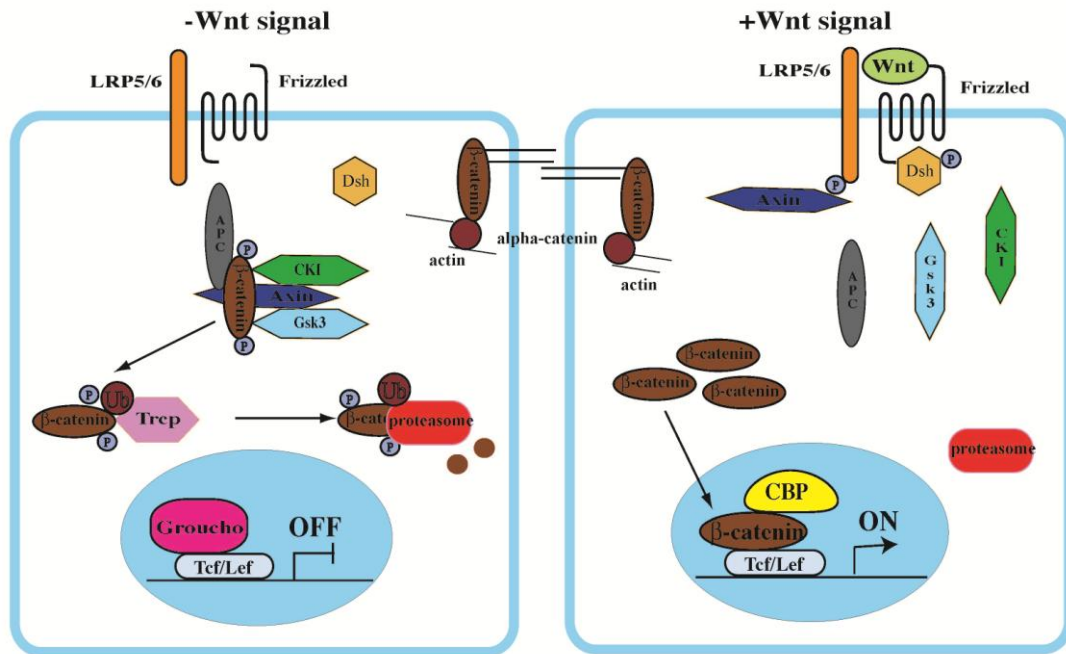 -Wnt signal
LRP5/6
Frizzled
Dsh
β-catenin
alpha-catenin
actin
APC
P
β-catenin
CKI
Axin
Gsk3
P
P
Ub
β-catenin
Trcp
P
P
Ub
β-cate
proteasome
P
Groucho
OFF
Tcf/Lef
+Wnt signal
LRP5/6
Wnt
Frizzled
P
Dsh
P
Axin
β-catenin
actin
APC
Gsk3
CKI
β-catenin
β-catenin
β-catenin
proteasome
CBP
β-catenin
ON
Tcf/Lef